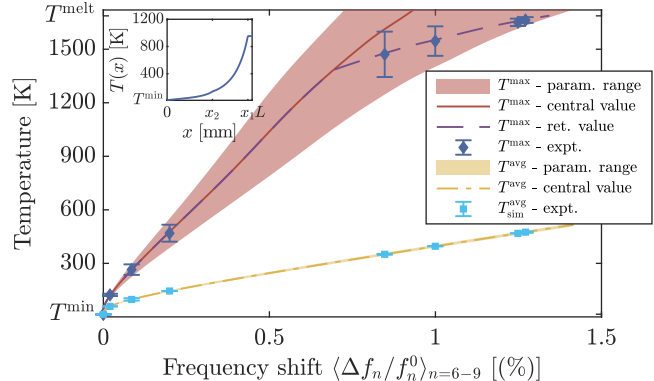 T^melt
1500
1200
900
600
300
T^min
Temperature [K]
0
0.5
1
1.5
Frequency shift ⟨Δf_n/f_n^0⟩_{n=6−9} [(%)]
1200
800
400
T^min
T(x) [K]
0
x_2
x_1 L
x [mm]
T^max - param. range
T^max - central value
T^max - ret. value
T^max - expt.
T^avg - param. range
T^avg - central value
T_sim^avg - expt.